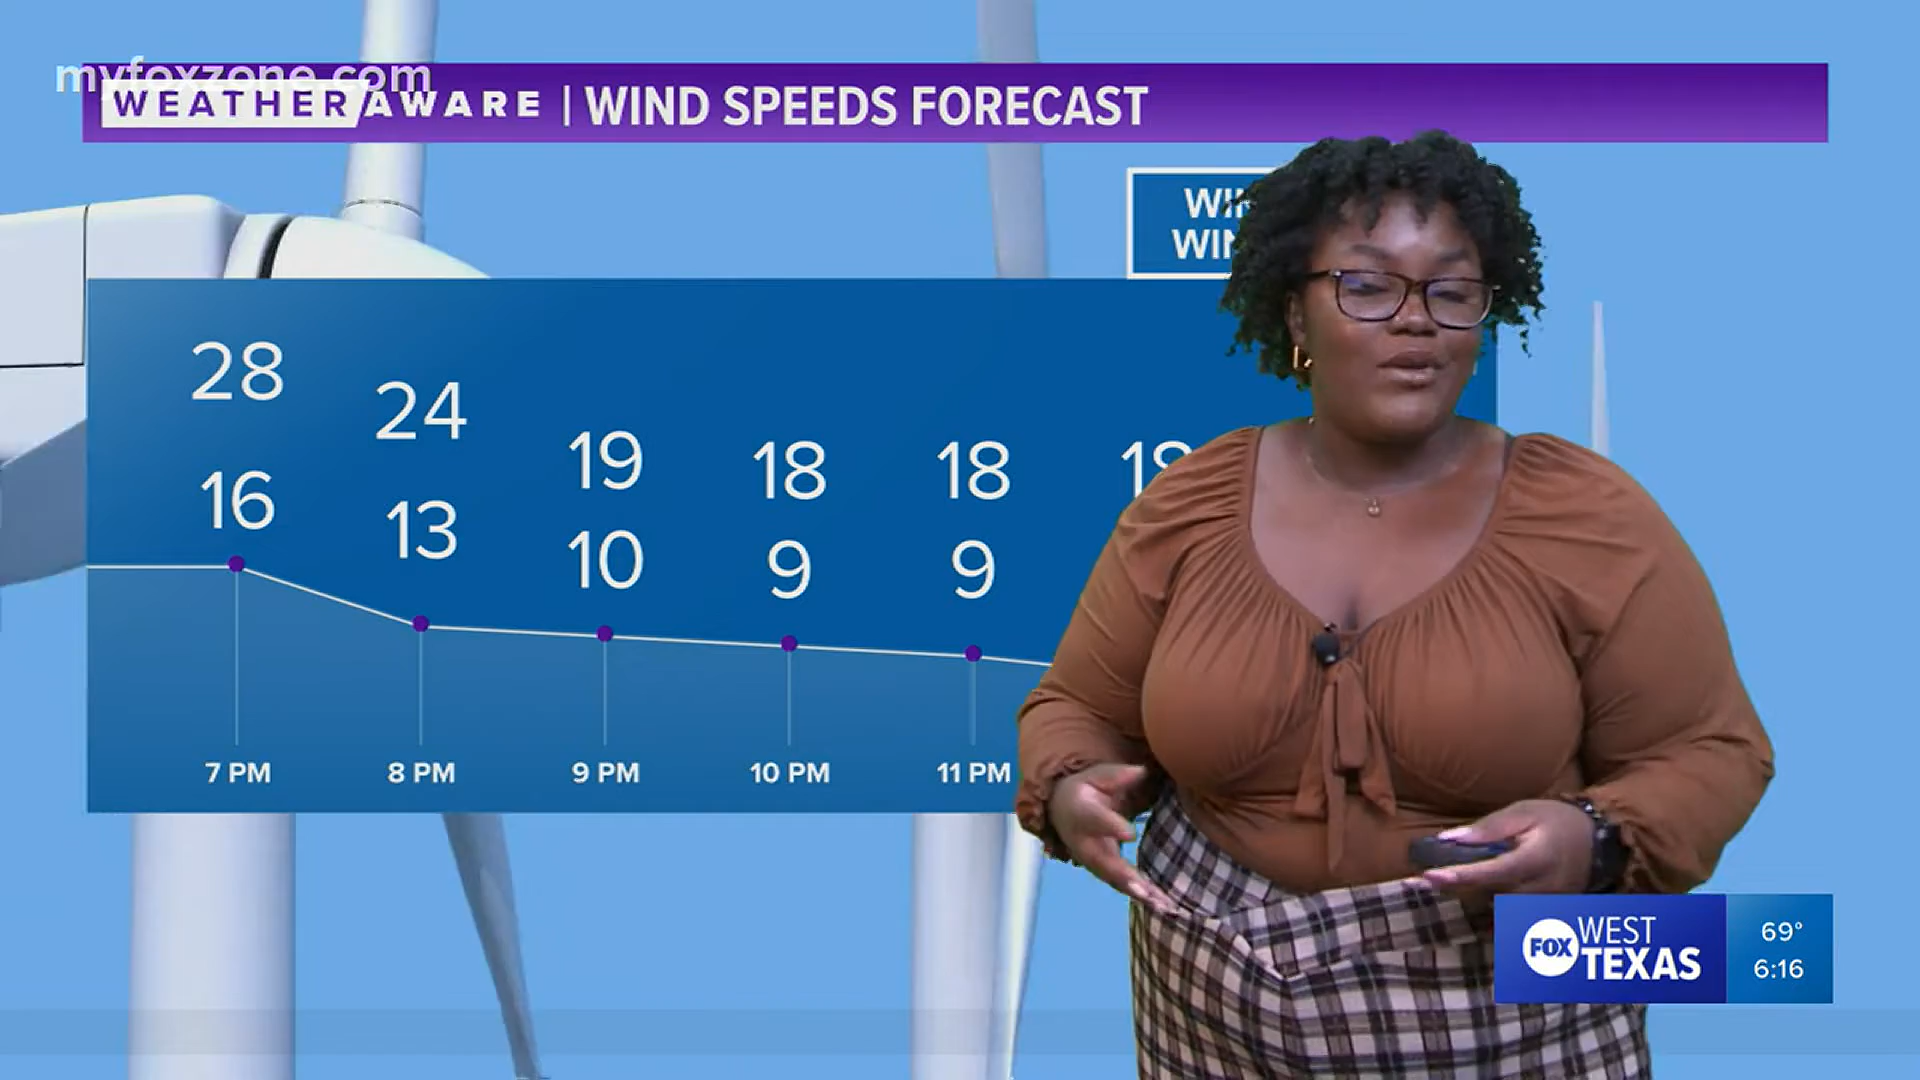 myfoxzone.com
WEATHER AWARE | WIND SPEEDS FORECAST
28 24 19 18 18
16 13 10 9 9
7 PM 8 PM 9 PM 10 PM 11 PM
FOX WEST TEXAS
69°
6:16